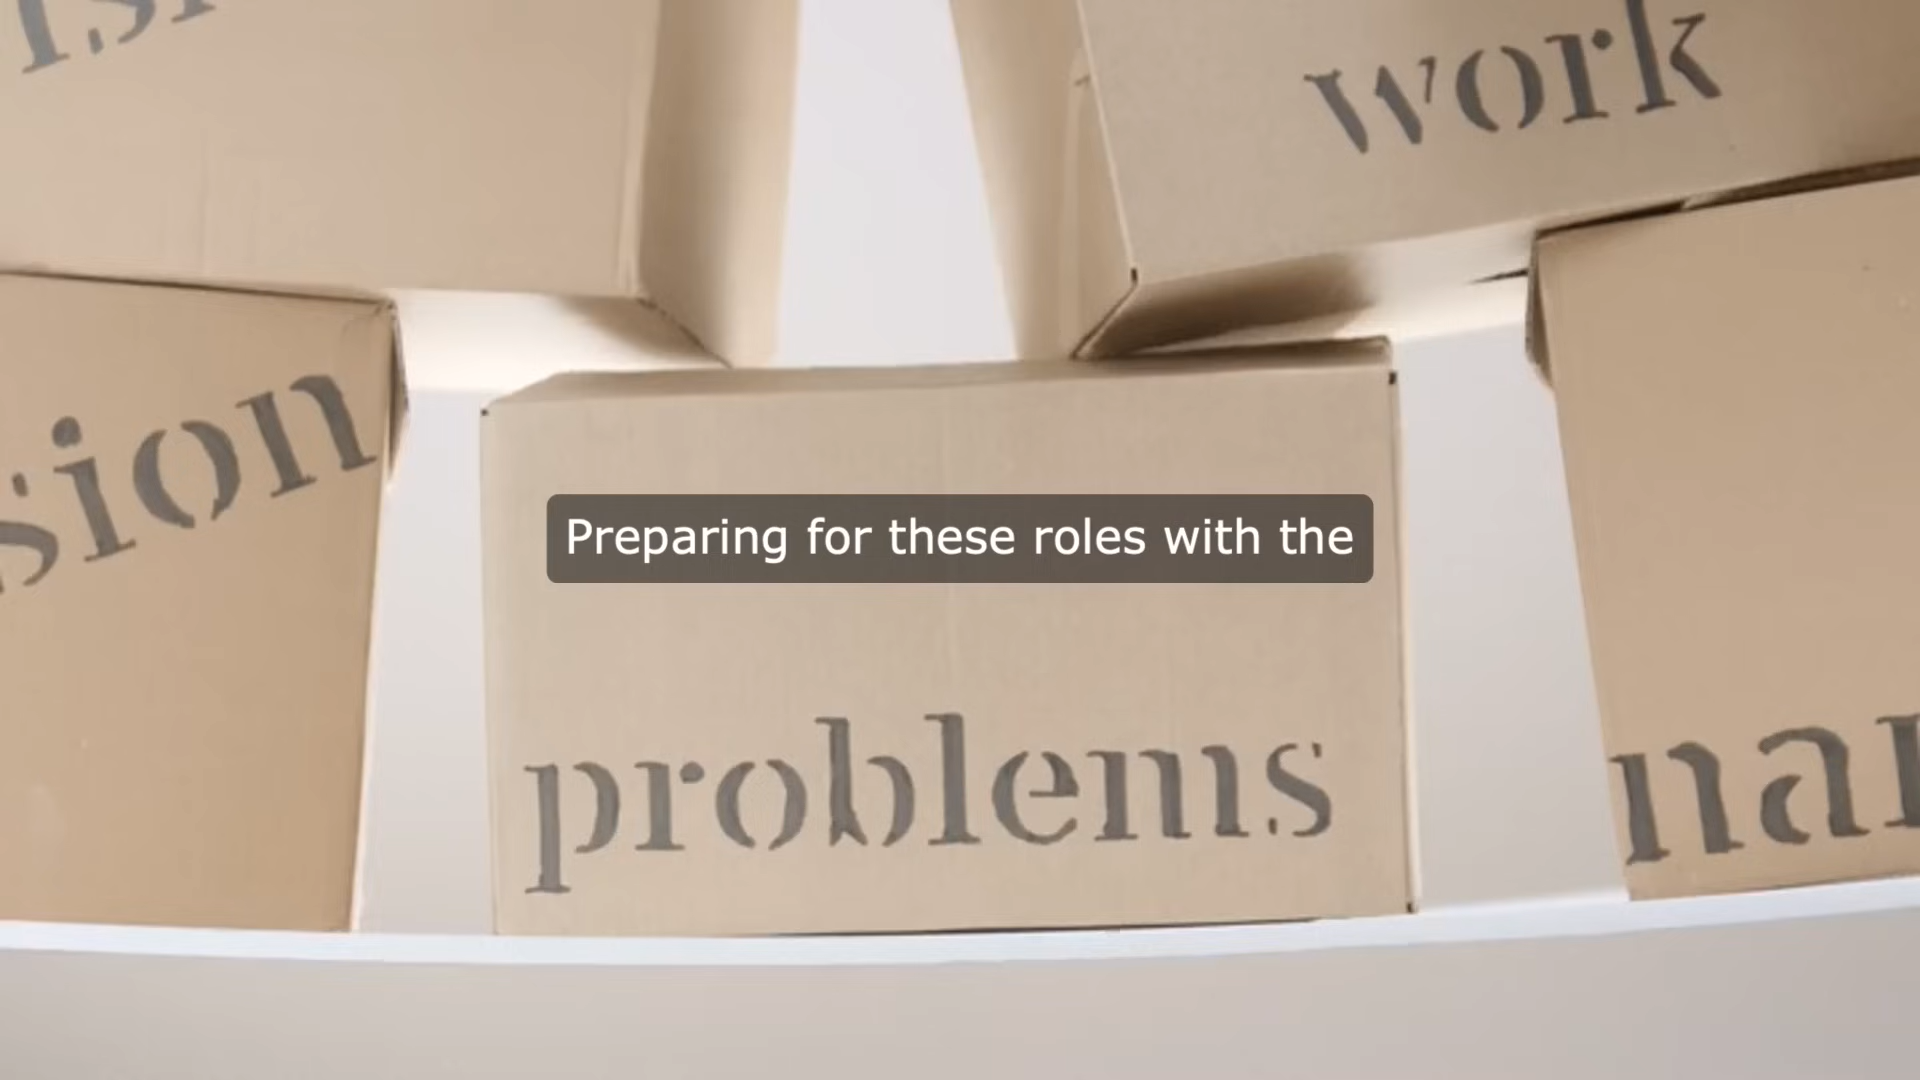 work
sion
Preparing for these roles with the
problems